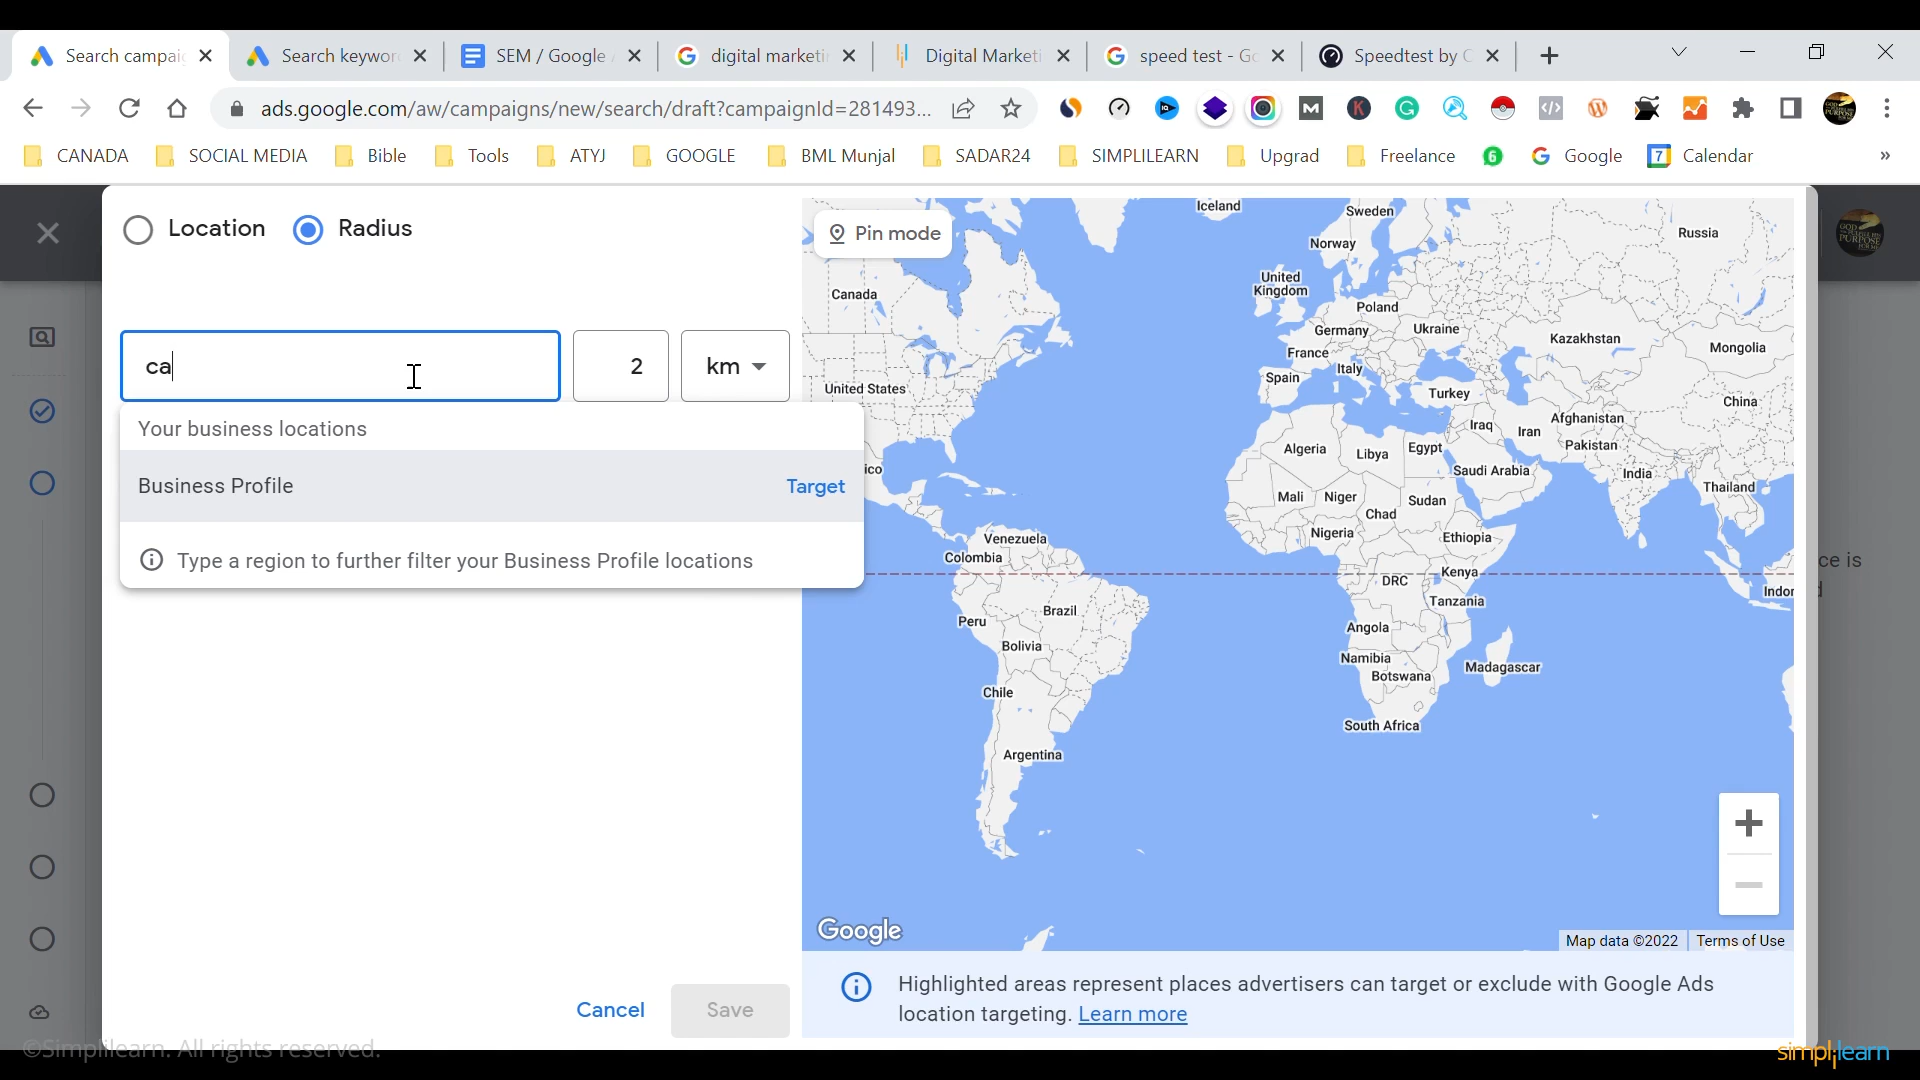 Search campai
Search keywor
SEM / Google
digital marketi
Digital Marketi
speed test - Go
Speedtest by
ads.google.com/aw/campaigns/new/search/draft?campaignId=281493...
CANADA
SOCIAL MEDIA
Bible
Tools
ATYJ
GOOGLE
BML Munjal
SADAR24
SIMPLILEARN
Upgrad
Freelance
Google
7
Calendar
»
Location
Radius
ca
2
km
Your business locations
Business Profile
Target
Type a region to further filter your Business Profile locations
Cancel
Save
Pin mode
Iceland
Sweden
Norway
Russia
United
Kingdom
Canada
Poland
Germany
Ukraine
Kazakhstan
Mongolia
France
Italy
Spain
United States
Turkey
China
Iraq
Iran
Afghanistan
Pakistan
Algeria
Libya
Egypt
Saudi Arabia
India
ico
Thailand
Mali
Niger
Sudan
Chad
Nigeria
Ethiopia
Venezuela
Colombia
Kenya
DRC
Tanzania
Indor
Brazil
Peru
Angola
Bolivia
Namibia
Botswana
Madagascar
Chile
South Africa
Argentina
Google
Map data ©2022
Terms of Use
Highlighted areas represent places advertisers can target or exclude with Google Ads
location targeting. Learn more
ce is
©Simplilearn. All rights reserved.
simplilearn